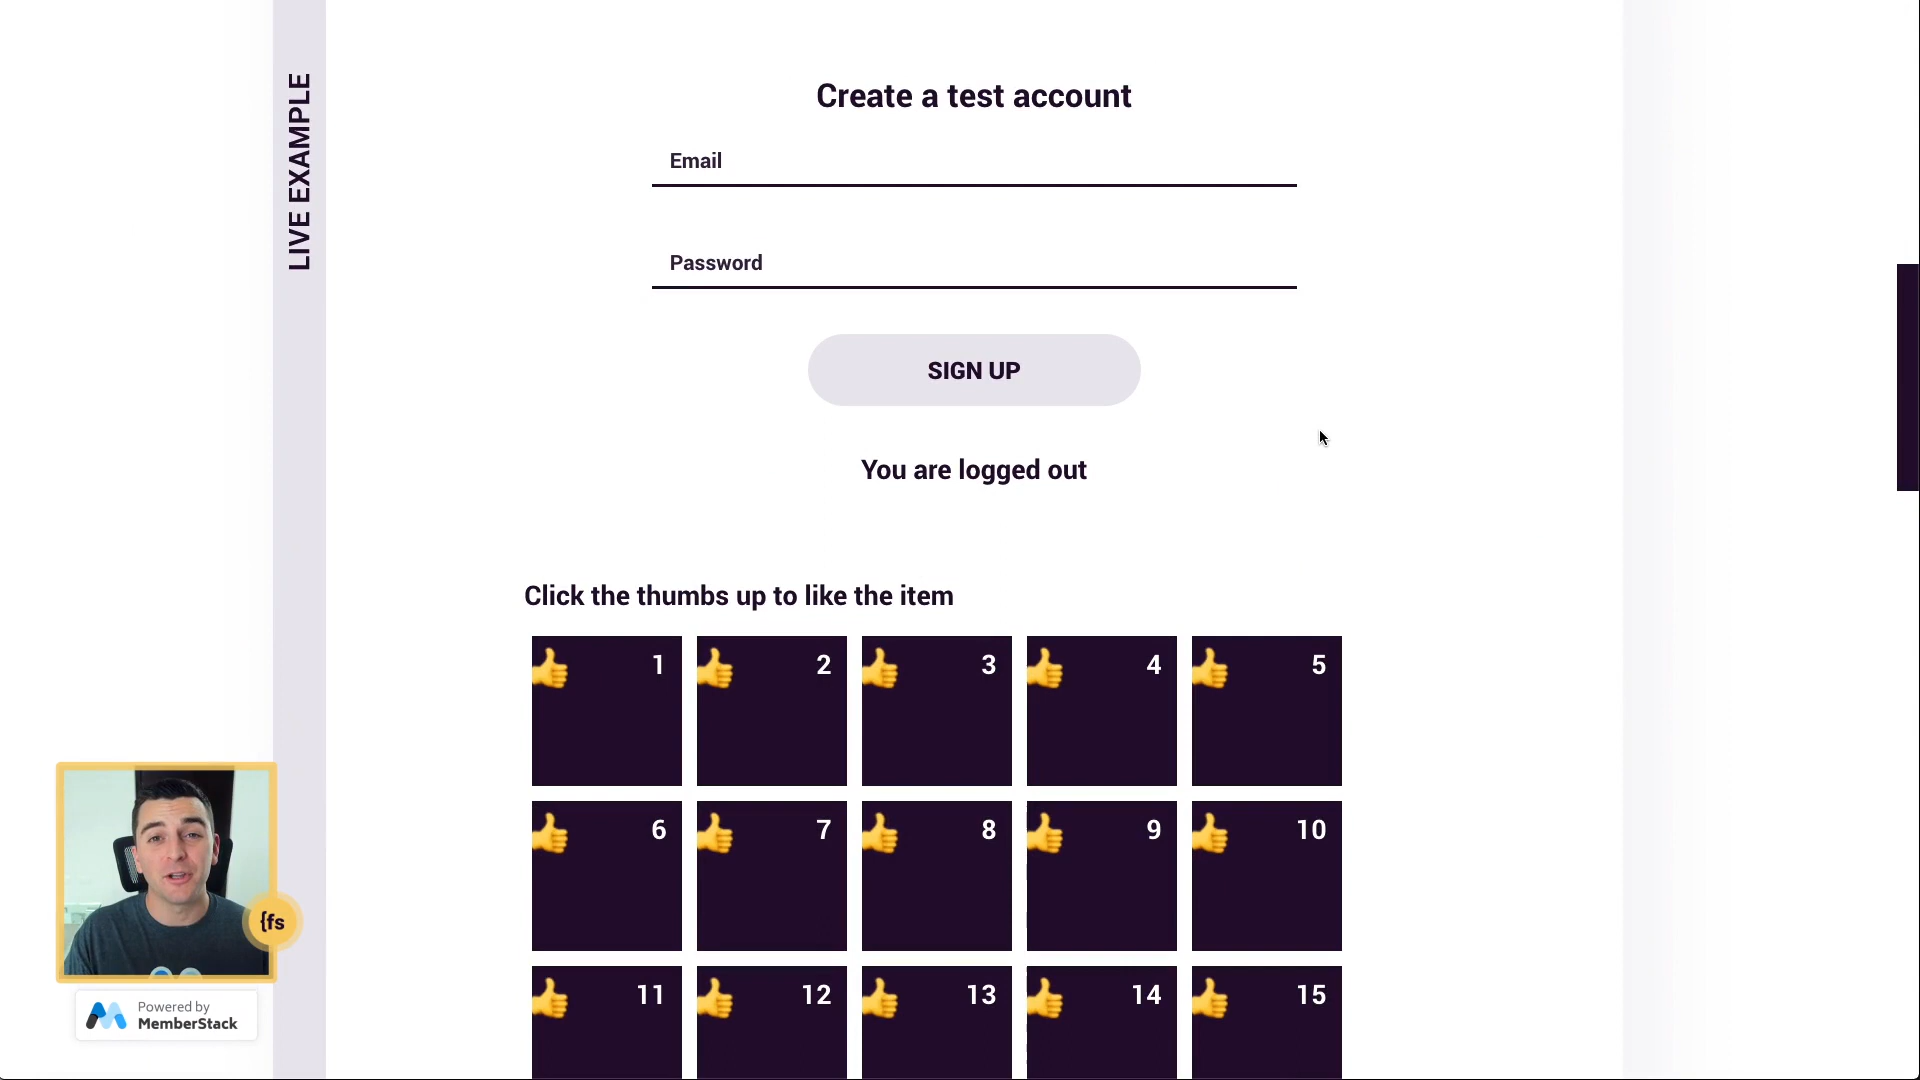 LIVE EXAMPLE
Create a test account
Email
Password
SIGN UP
You are logged out
Click the thumbs up to like the item
1 2 3 4 5
6 7 8 9 10
11 12 13 14 15
{fs
Powered by
MemberStack